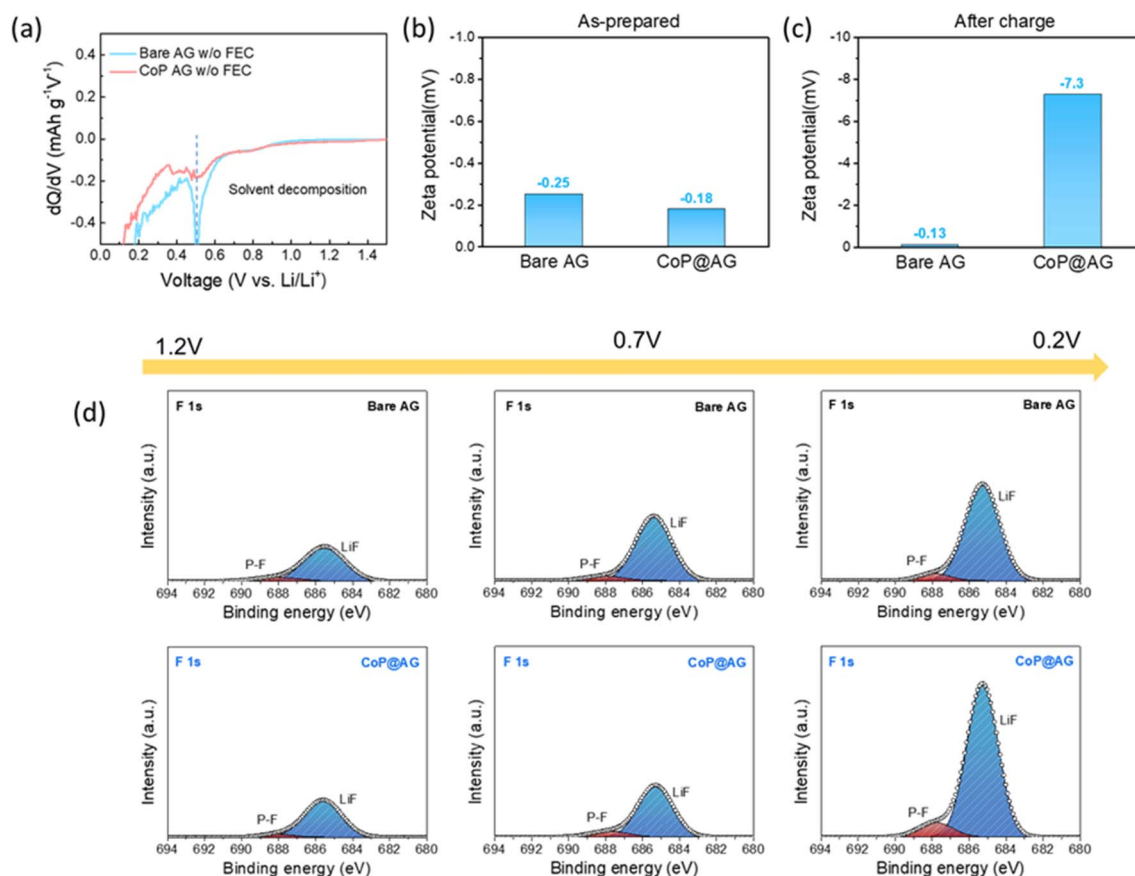 (a)
Bare AG w/o FEC
CoP AG w/o FEC
Solvent decomposition
dQ/dV (mAh g⁻¹V⁻¹)
0.4
0.2
0.0
-0.2
-0.4
0.0 0.2 0.4 0.6 0.8 1.0 1.2 1.4
Voltage (V vs. Li/Li⁺)
(b)
As-prepared
Zeta potential(mV)
-1.0
-0.8
-0.6
-0.4
-0.2
0.0
-0.25
-0.18
Bare AG CoP@AG
(c)
After charge
Zeta potential(mV)
-10
-8
-6
-4
-2
0
-0.13
-7.3
Bare AG CoP@AG
1.2V 0.7V 0.2V
(d)
F 1s Bare AG
P-F LiF
Intensity (a.u.)
694 692 690 688 686 684 682 680
Binding energy (eV)
F 1s Bare AG
P-F LiF
Intensity (a.u.)
694 692 690 688 686 684 682 680
Binding energy (eV)
F 1s Bare AG
P-F LiF
Intensity (a.u.)
694 692 690 688 686 684 682 680
Binding energy (eV)
F 1s CoP@AG
P-F LiF
Intensity (a.u.)
694 692 690 688 686 684 682 680
Binding energy (eV)
F 1s CoP@AG
P-F LiF
Intensity (a.u.)
694 692 690 688 686 684 682 680
Binding energy (eV)
F 1s CoP@AG
P-F LiF
Intensity (a.u.)
694 692 690 688 686 684 682 680
Binding energy (eV)